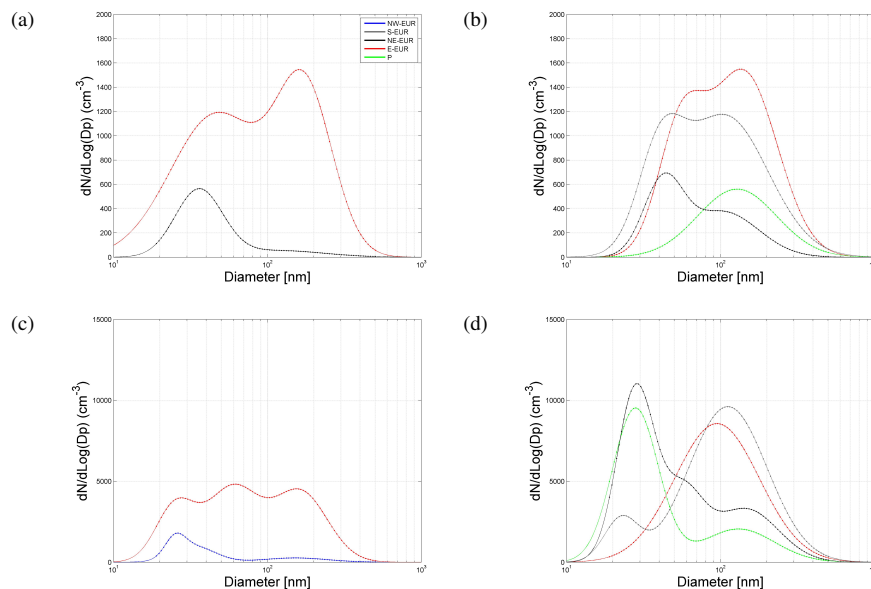 (a)
2000
1800
1600
1400
1200
1000
800
600
400
200
0
dN/dLog(Dp) (cm-3)
10¹
10²
10³
Diameter [nm]
NW-EUR
S-EUR
NE-EUR
E-EUR
P
(b)
2000
1800
1600
1400
1200
1000
800
600
400
200
0
dN/dLog(Dp) (cm-3)
10¹
10²
Diameter [nm]
(c)
15000
10000
5000
0
dN/dLog(Dp) (cm-3)
10¹
10²
10³
Diameter [nm]
(d)
15000
10000
5000
0
dN/dLog(Dp) (cm-3)
10¹
10²
Diameter [nm]